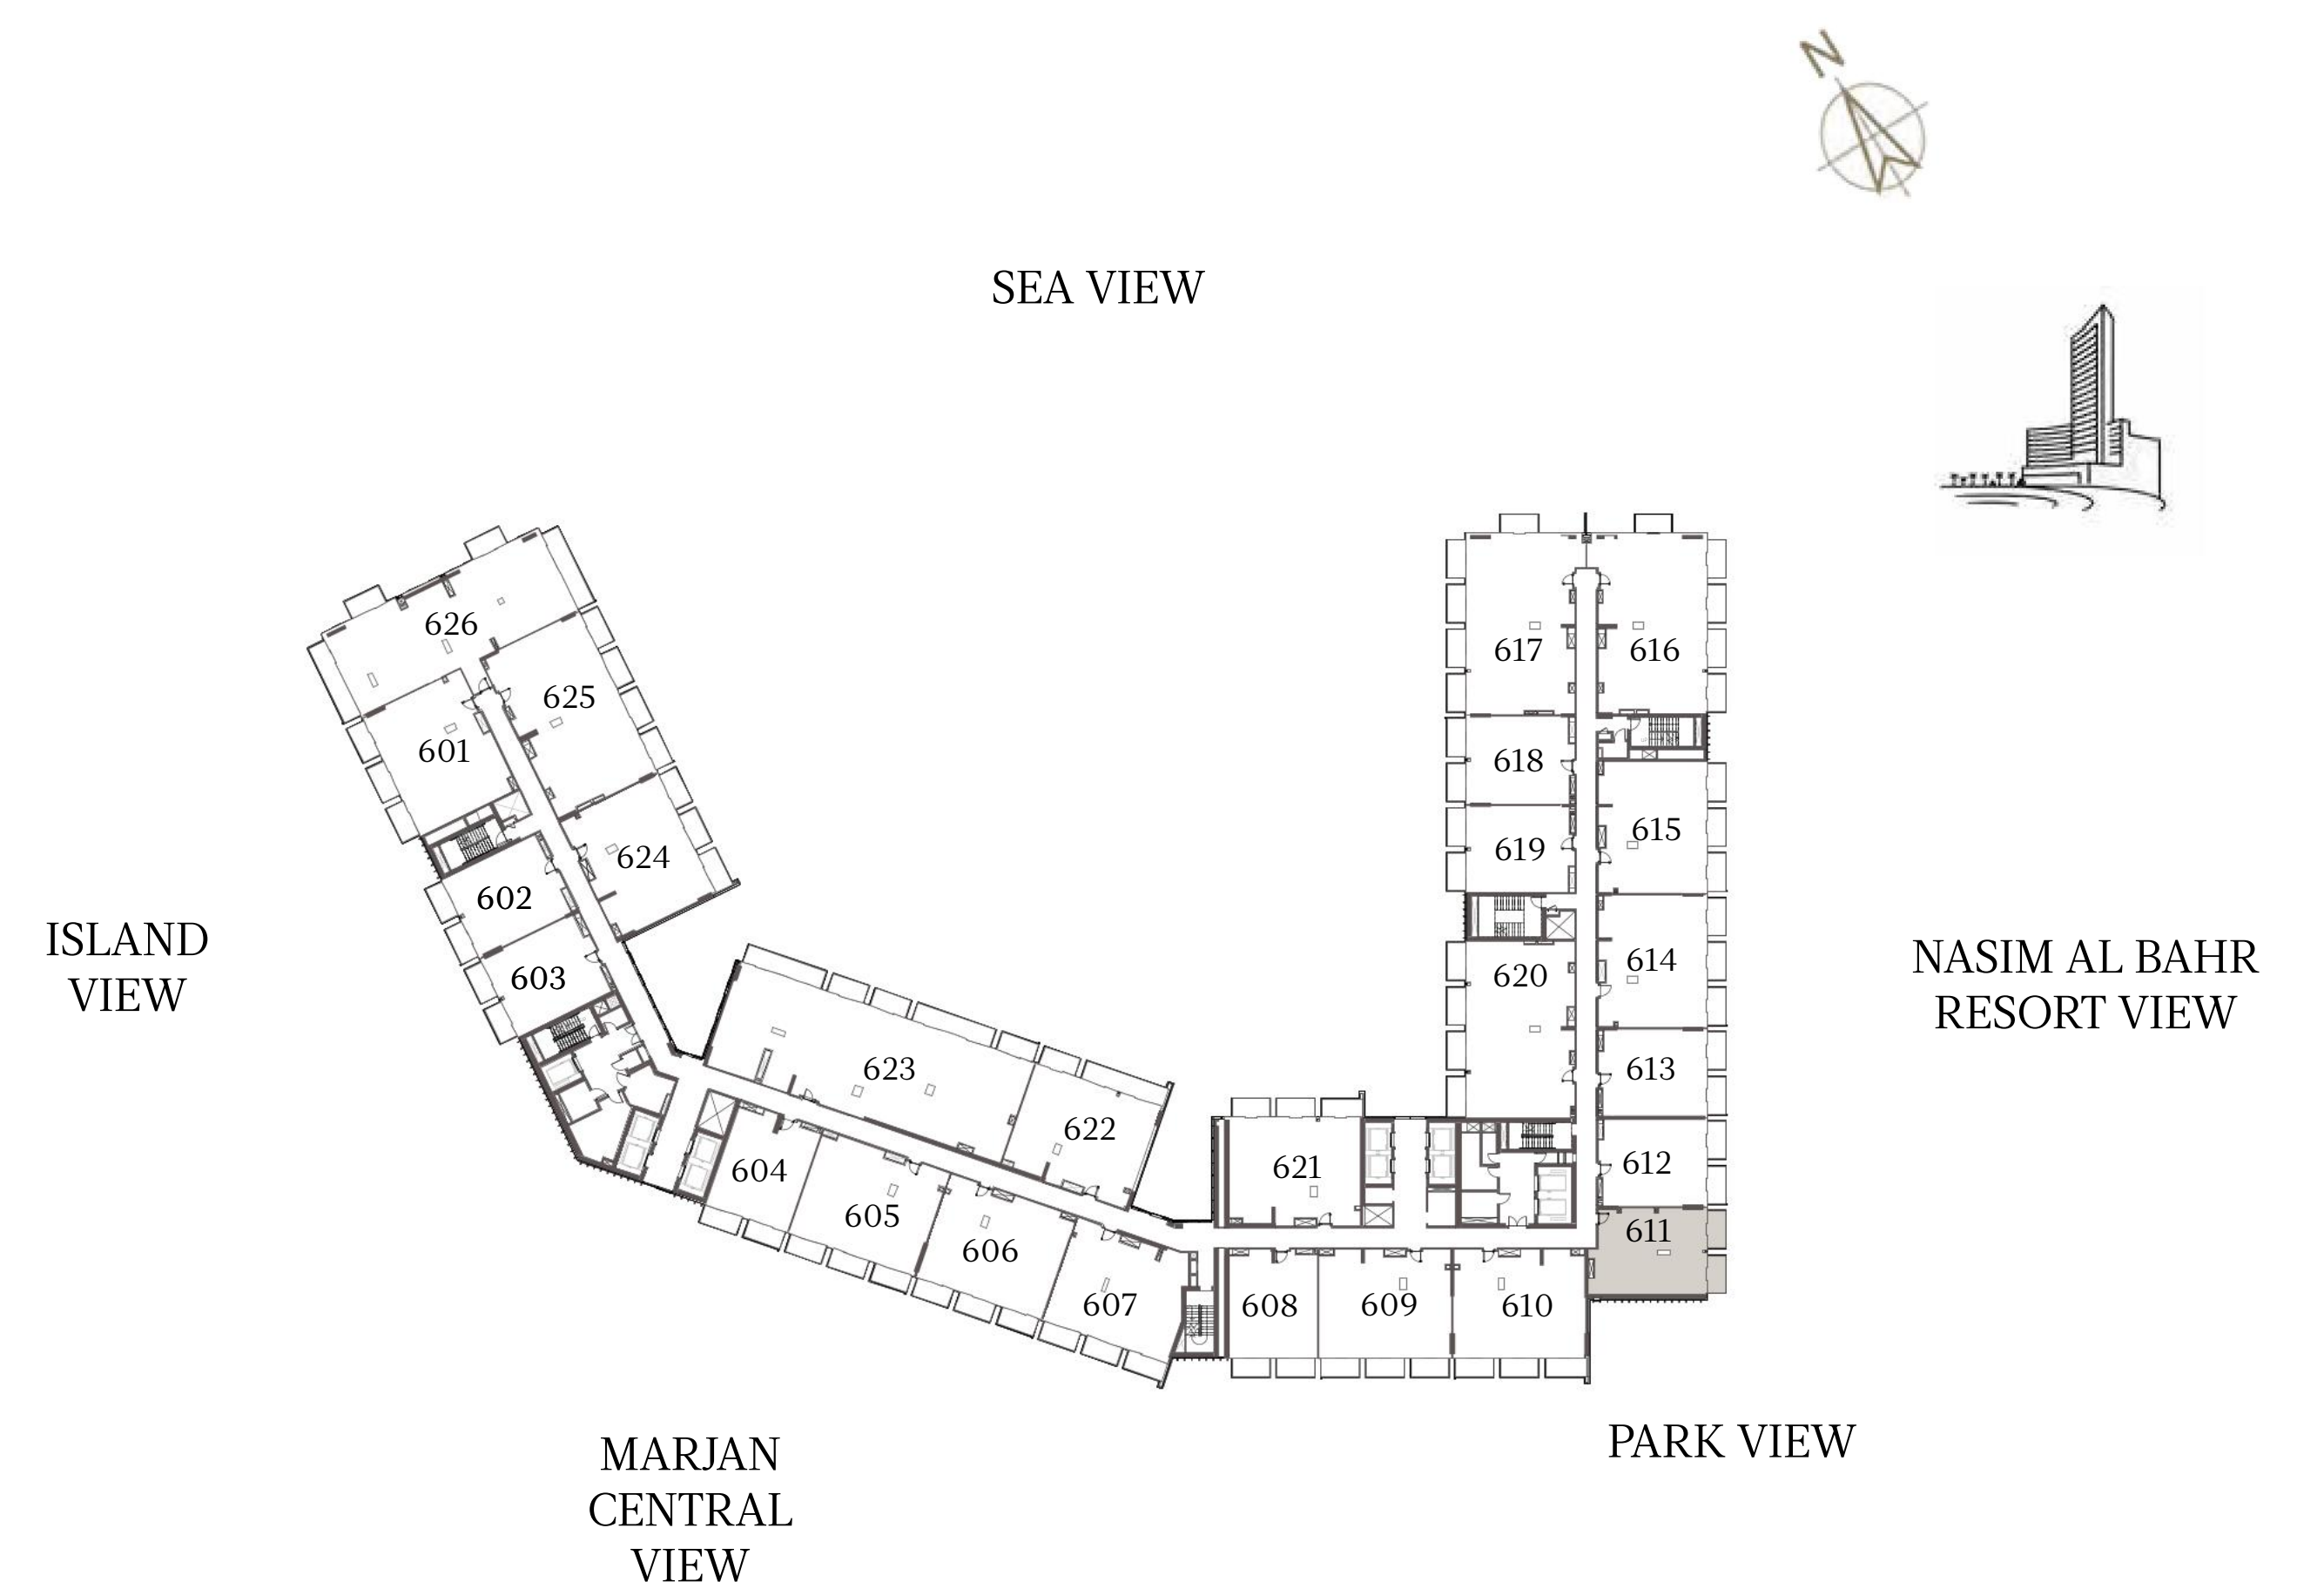 N
SEA VIEW
626
625
601
624
602
603
617
616
618
615
619
614
620
613
623
622
604
605
606
607
621
612
611
608
609
610
ISLAND
VIEW
NASIM AL BAHR
RESORT VIEW
PARK VIEW
MARJAN
CENTRAL
VIEW